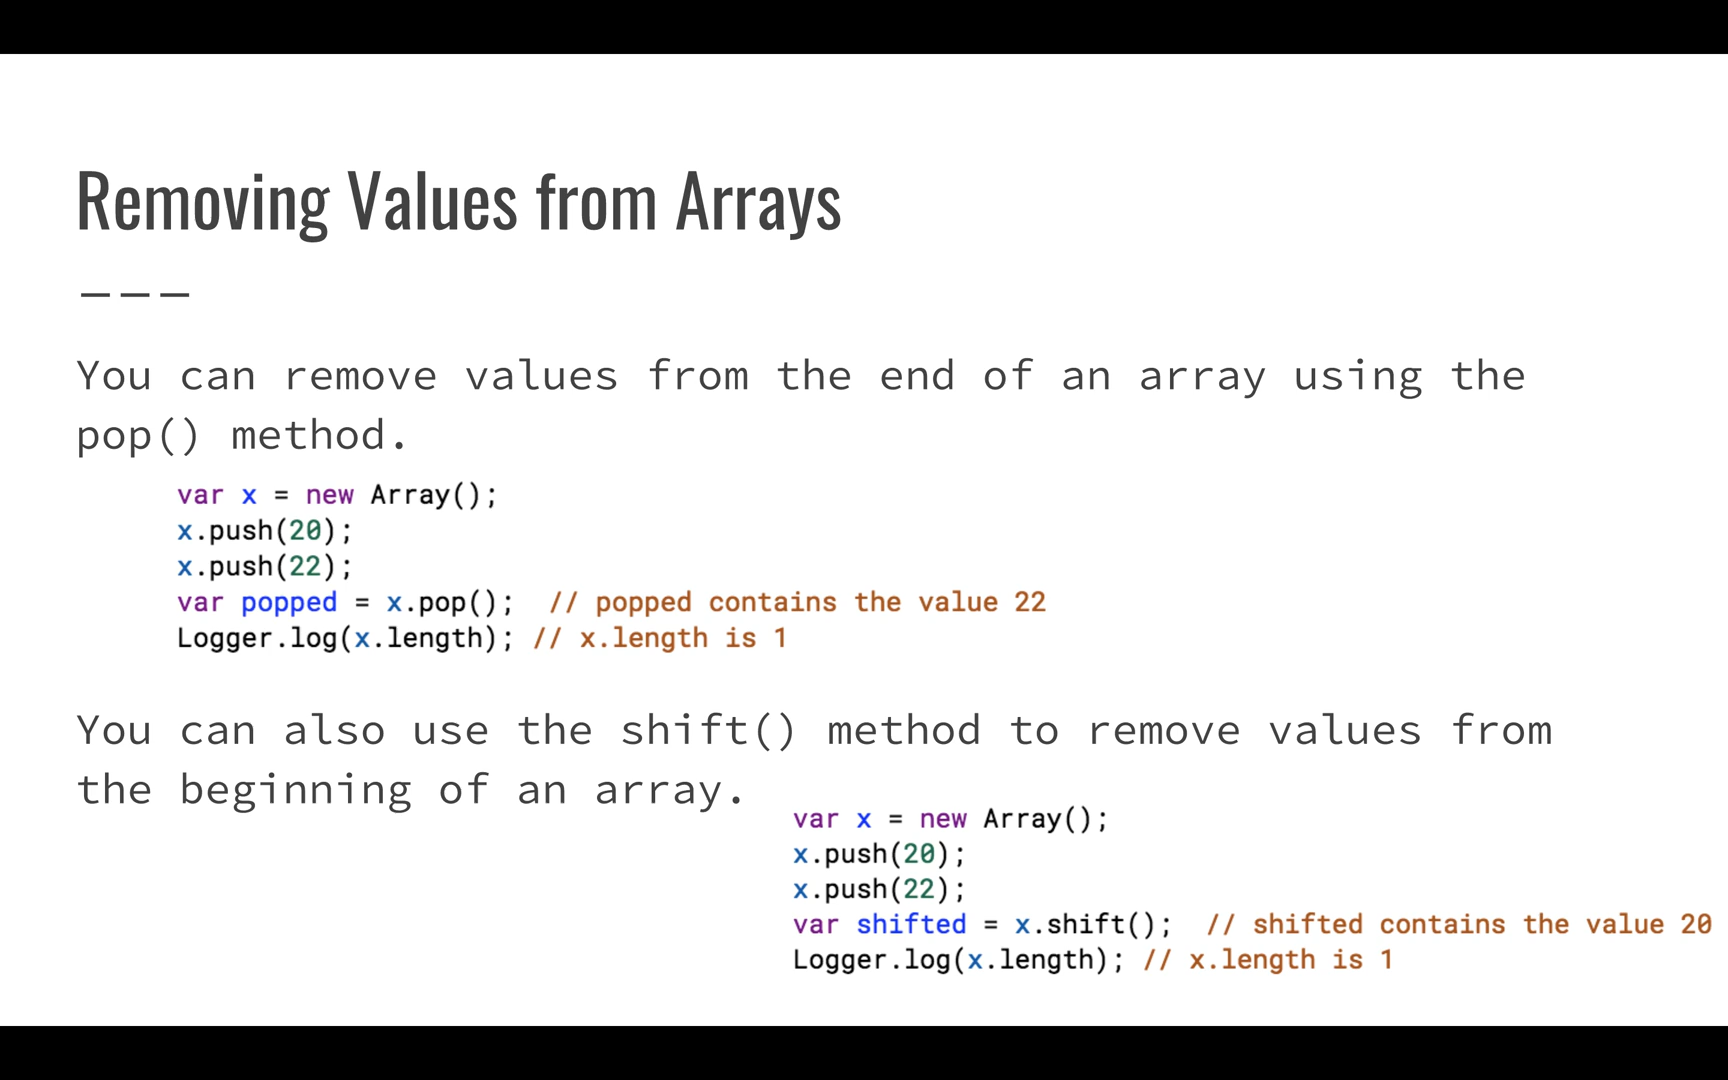 Removing Values from Arrays
———
You can remove values from the end of an array using the
pop() method.
var x = new Array();
x.push(20);
x.push(22);
var popped = x.pop();  // popped contains the value 22
Logger.log(x.length); // x.length is 1
You can also use the shift() method to remove values from
the beginning of an array.
var x = new Array();
x.push(20);
x.push(22);
var shifted = x.shift();  // shifted contains the value 20
Logger.log(x.length); // x.length is 1